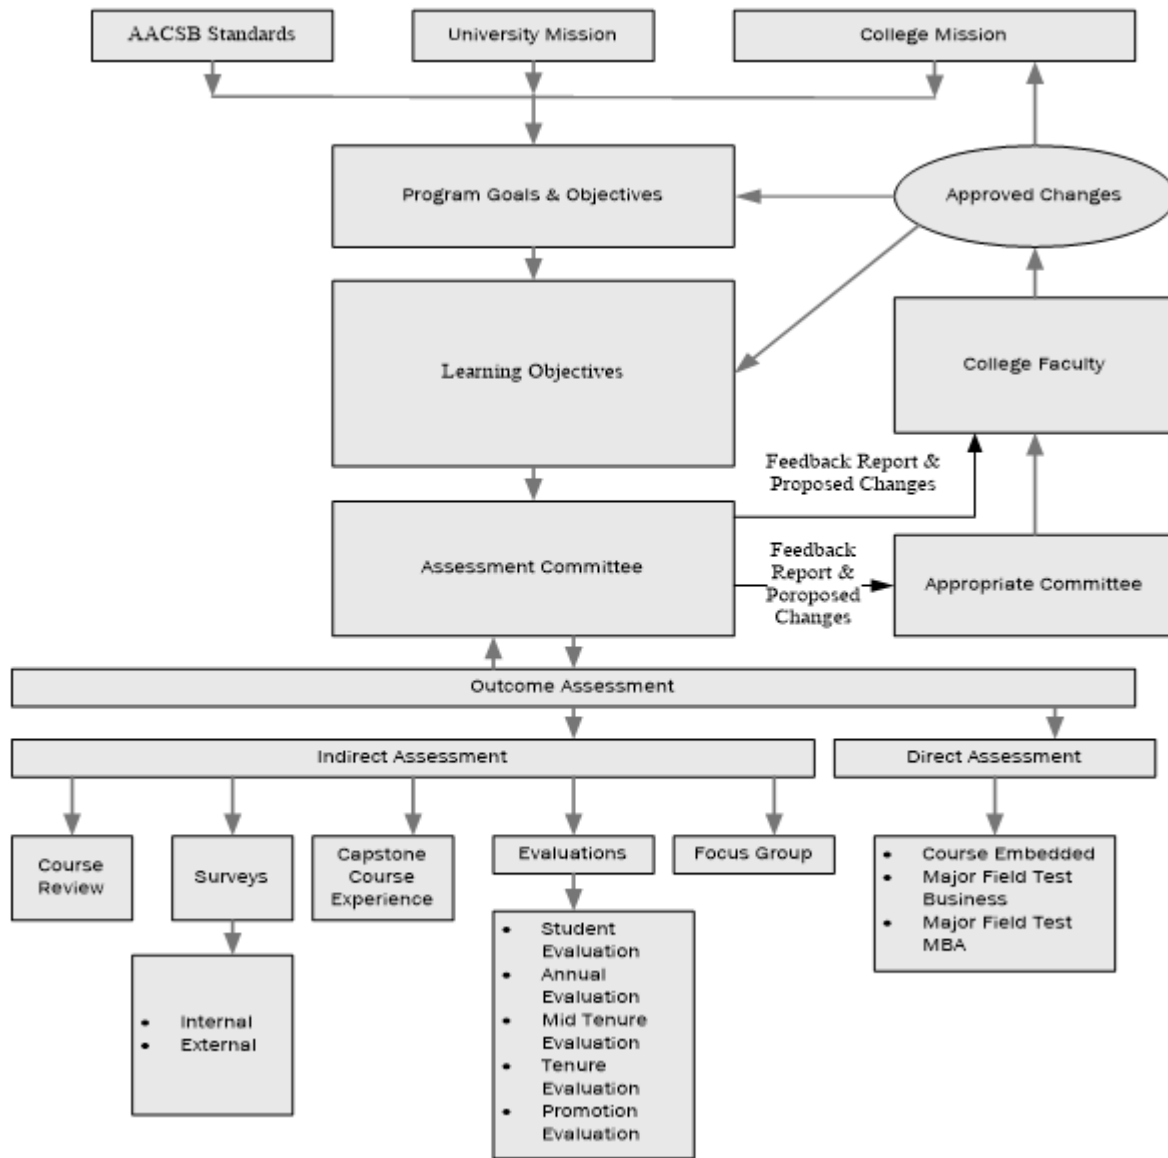 AACSB Standards
University Mission
College Mission
Program Goals & Objectives
Approved Changes
Learning Objectives
College Faculty
Feedback Report &
Proposed Changes
Assessment Committee
Feedback
Report &
Poroposed
Changes
Appropriate Committee
Outcome Assessment
Indirect Assessment
Direct Assessment
Course
Review
Surveys
Capstone
Course
Experience
Evaluations
Focus Group
• Course Embedded
• Major Field Test
Business
• Major Field Test
MBA
• Internal
• External
• Student
Evaluation
• Annual
Evaluation
• Mid Tenure
Evaluation
• Tenure
Evaluation
• Promotion
Evaluation